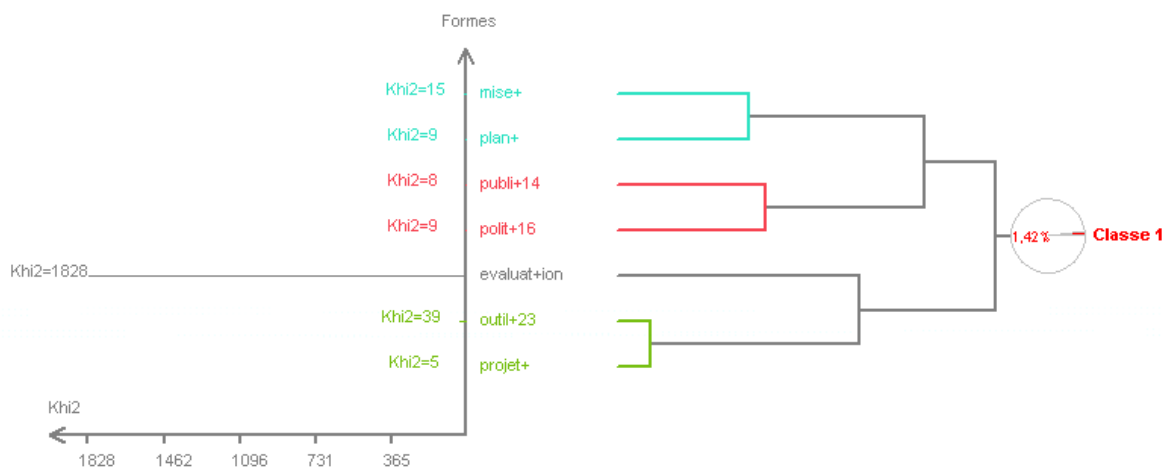 Formes
Khi2=15 mise+
Khi2=9 plan+
Khi2=8 publi+14
Khi2=9 polit+16
1,42% Classe 1
Khi2=1828 evaluat+ion
Khi2=39 outil+23
Khi2=5 projet+
Khi2
1828 1462 1096 731 365